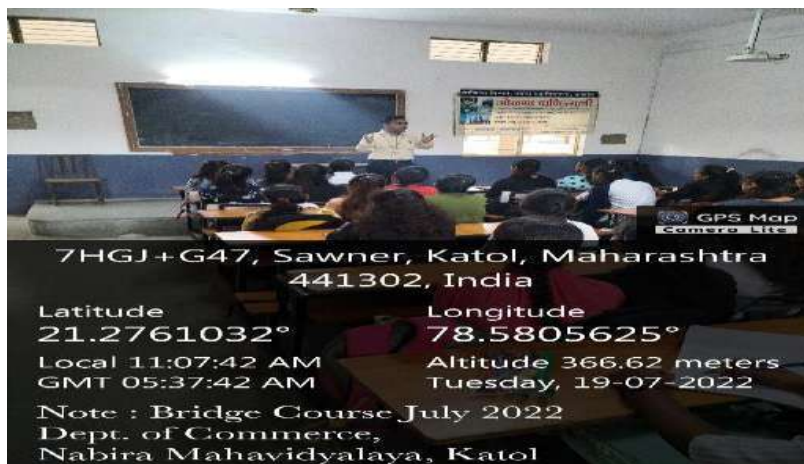 GPS Map
Camera Lite
7HGJ+G47, Sawner, Katol, Maharashtra
441302, India
Latitude
21.2761032°
Longitude
78.5805625°
Local 11:07:42 AM
GMT 05:37:42 AM
Altitude 366.62 meters
Tuesday, 19-07-2022
Note : Bridge Course July 2022
Dept. of Commerce,
Nabira Mahavidyalaya, Katol